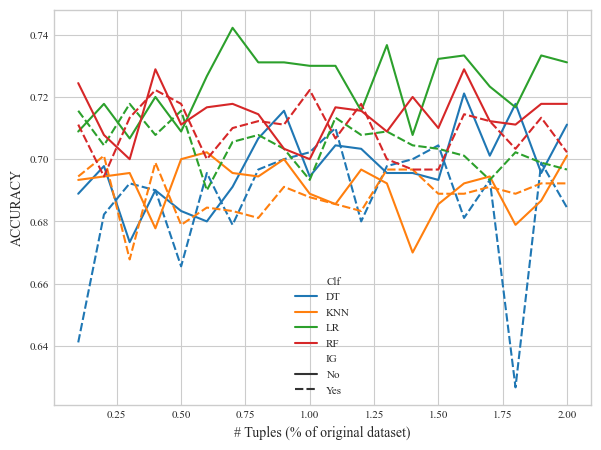 0.74
0.72
0.70
0.68
0.66
0.64
ACCURACY
Clf
DT
KNN
LR
RF
IG
No
Yes
0.25 0.50 0.75 1.00 1.25 1.50 1.75 2.00
# Tuples (% of original dataset)